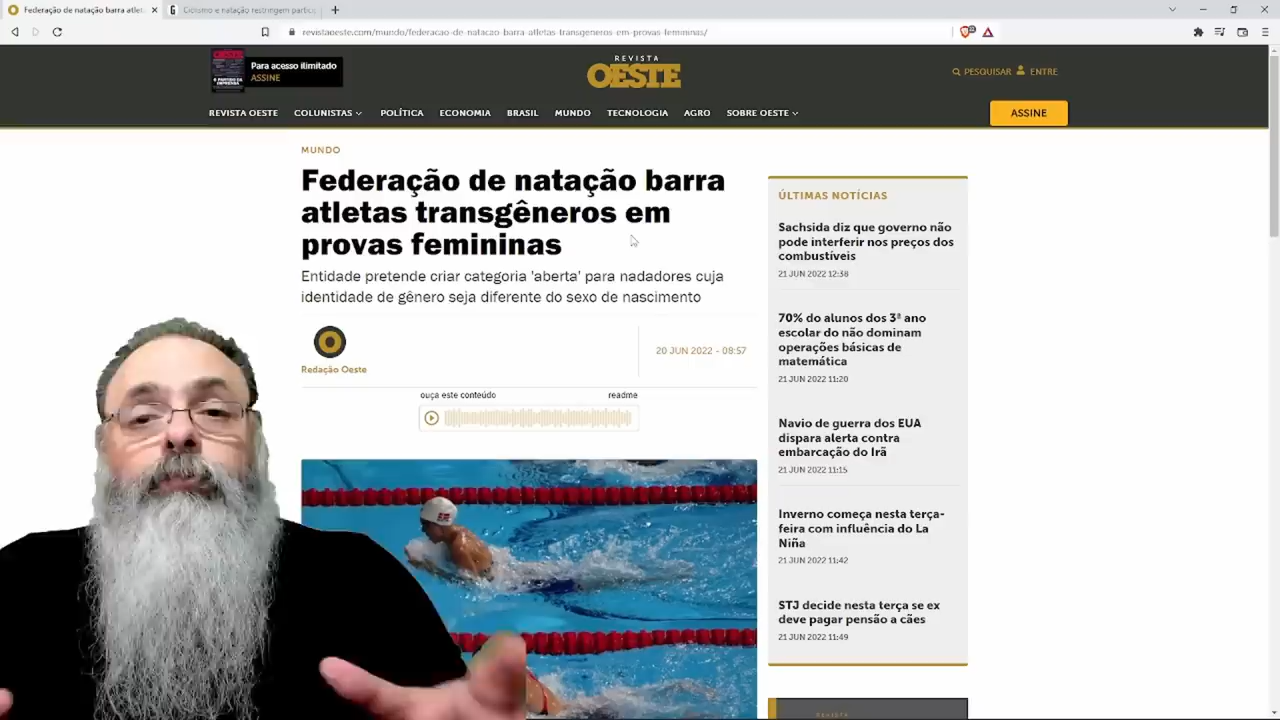 Federação de natação barra atlet
Ciclismo e natação restringem partici
revistaoeste.com/mundo/federacao-de-natacao-barra-atletas-transgeneros-em-provas-femininas/
OESTE
Para acesso ilimitado
ASSINE
REVISTA
OESTE
PESQUISAR
ENTRE
REVISTA OESTE
COLUNISTAS
POLÍTICA
ECONOMIA
BRASIL
MUNDO
TECNOLOGIA
AGRO
SOBRE OESTE
ASSINE
MUNDO
Federação de natação barra
atletas transgêneros em
provas femininas
Entidade pretende criar categoria 'aberta' para nadadores cuja
identidade de gênero seja diferente do sexo de nascimento
Redação Oeste
20 JUN 2022 - 08:57
ouça este conteúdo
readme
ÚLTIMAS NOTÍCIAS
Sachsida diz que governo não
pode interferir nos preços dos
combustíveis
21 JUN 2022 12:38
70% do alunos dos 3ª ano
escolar do não dominam
operações básicas de
matemática
21 JUN 2022 11:20
Navio de guerra dos EUA
dispara alerta contra
embarcação do Irã
21 JUN 2022 11:15
Inverno começa nesta terça-
feira com influência do La
Niña
21 JUN 2022 11:42
STJ decide nesta terça se ex
deve pagar pensão a cães
21 JUN 2022 11:49
REVISTA